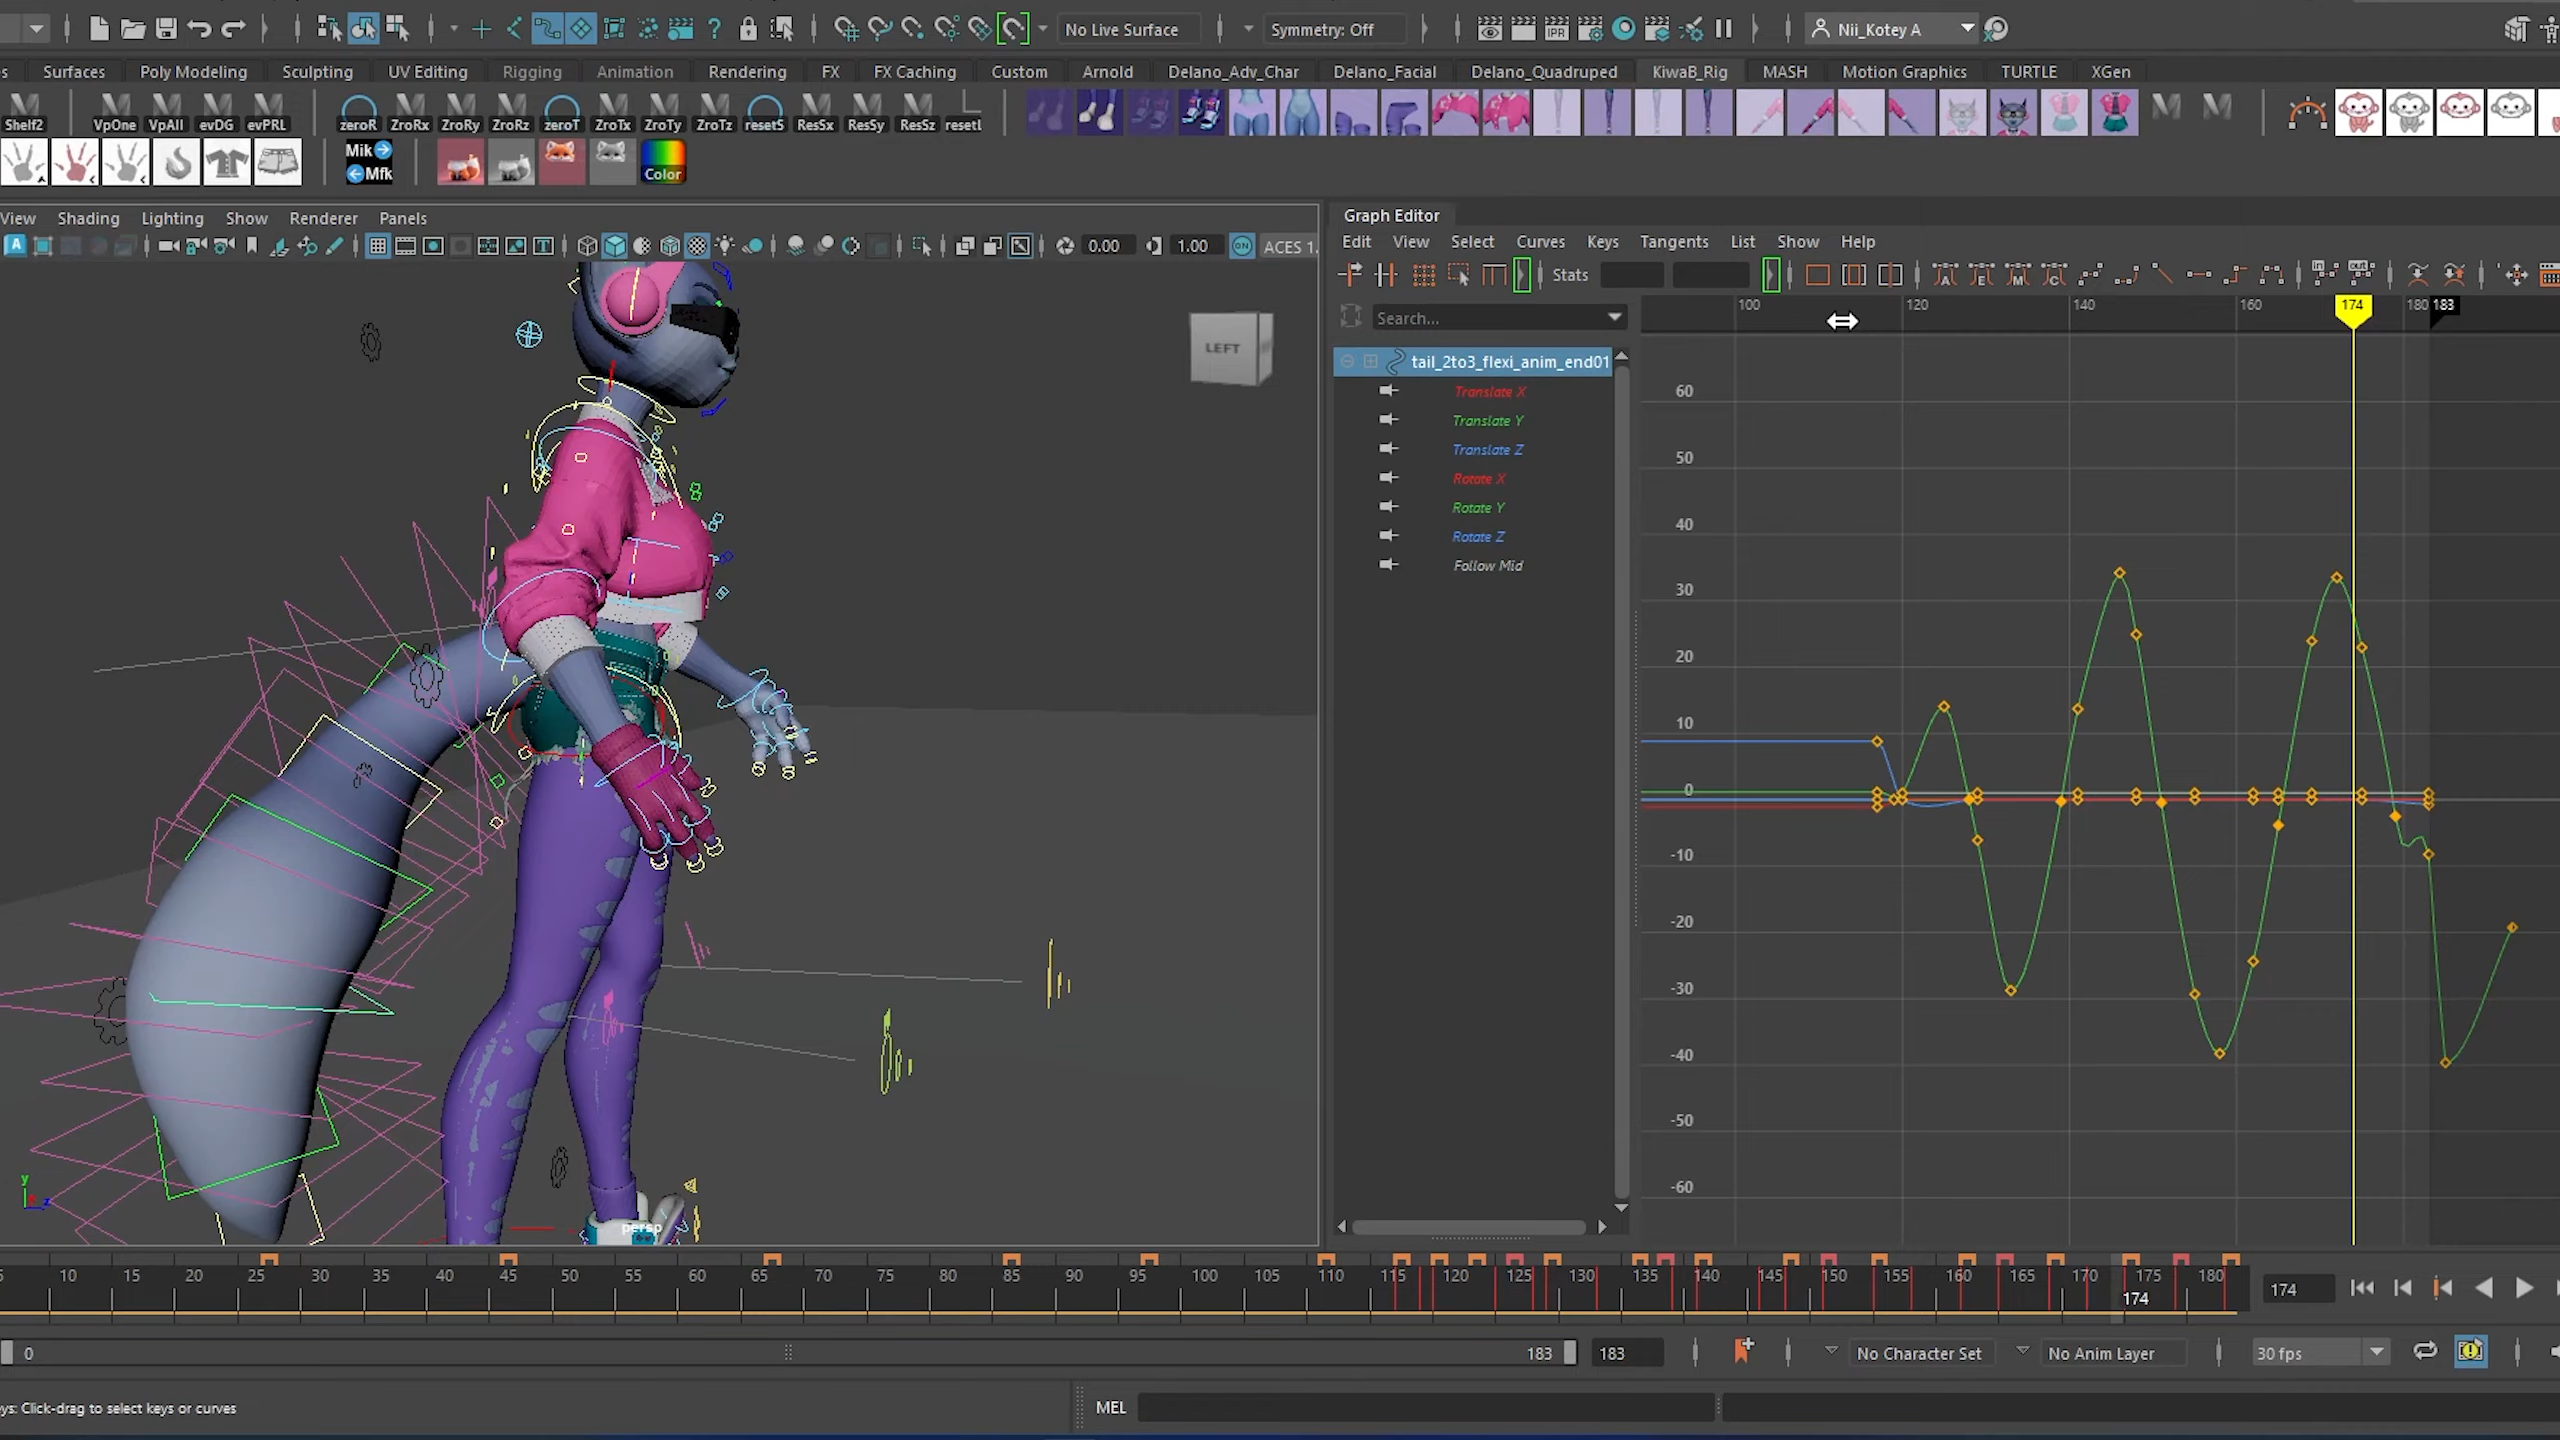 No Live Surface
Symmetry: Off
IPR
Nii_Kotey A
Surfaces Poly Modeling Sculpting UV Editing Rigging Animation Rendering FX FX Caching Custom Arnold Delano_Adv_Char Delano_Facial Delano_Quadruped KiwaB_Rig MASH Motion Graphics TURTLE XGen
Shelf2 VpOne VpAll evDG evPRL zeroR ZroRx ZroRy ZroRz zeroT ZroTx ZroTy ZroTz resetS ResSx ResSy ResSz resetL
Mik
Mfk
Color
View Shading Lighting Show Renderer Panels
0.00 1.00 ON ACES 1.
LEFT
persp
y
z
Graph Editor
Edit View Select Curves Keys Tangents List Show Help
Stats
Search...
tail_2to3_flexi_anim_end01
Translate X
Translate Y
Translate Z
Rotate X
Rotate Y
Rotate Z
Follow Mid
100 120 140 160 174 180 183
60
50
40
30
20
10
0
-10
-20
-30
-40
-50
-60
5 10 15 20 25 30 35 40 45 50 55 60 65 70 75 80 85 90 95 100 105 110 115 120 125 130 135 140 145 150 155 160 165 170 175 180
174
174
0
183
183
No Character Set
No Anim Layer
30 fps
eys: Click-drag to select keys or curves
MEL